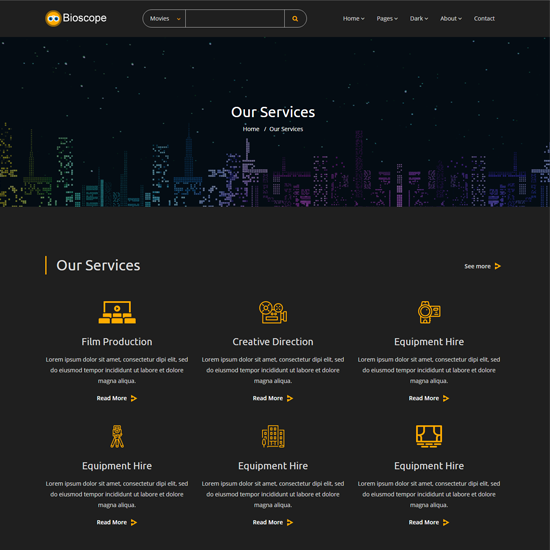 Bioscope Movies Home Pages Dark About Contact
Our Services
Home / Our Services
Our Services See more
Film Production Creative Direction Equipment Hire
Lorem ipsum dolor sit amet, consectetur dipi elit, sed Lorem ipsum dolor sit amet, consectetur dipi elit, sed Lorem ipsum dolor sit amet, consectetur dipi elit, sed
do eiusmod tempor incididunt ut labore et dolore do eiusmod tempor incididunt ut labore et dolore do eiusmod tempor incididunt ut labore et dolore
magna aliqua. magna aliqua. magna aliqua.
Read More Read More Read More
Equipment Hire Equipment Hire Equipment Hire
Lorem ipsum dolor sit amet, consectetur dipi elit, sed Lorem ipsum dolor sit amet, consectetur dipi elit, sed Lorem ipsum dolor sit amet, consectetur dipi elit, sed
do eiusmod tempor incididunt ut labore et dolore do eiusmod tempor incididunt ut labore et dolore do eiusmod tempor incididunt ut labore et dolore
magna aliqua. magna aliqua. magna aliqua.
Read More Read More Read More